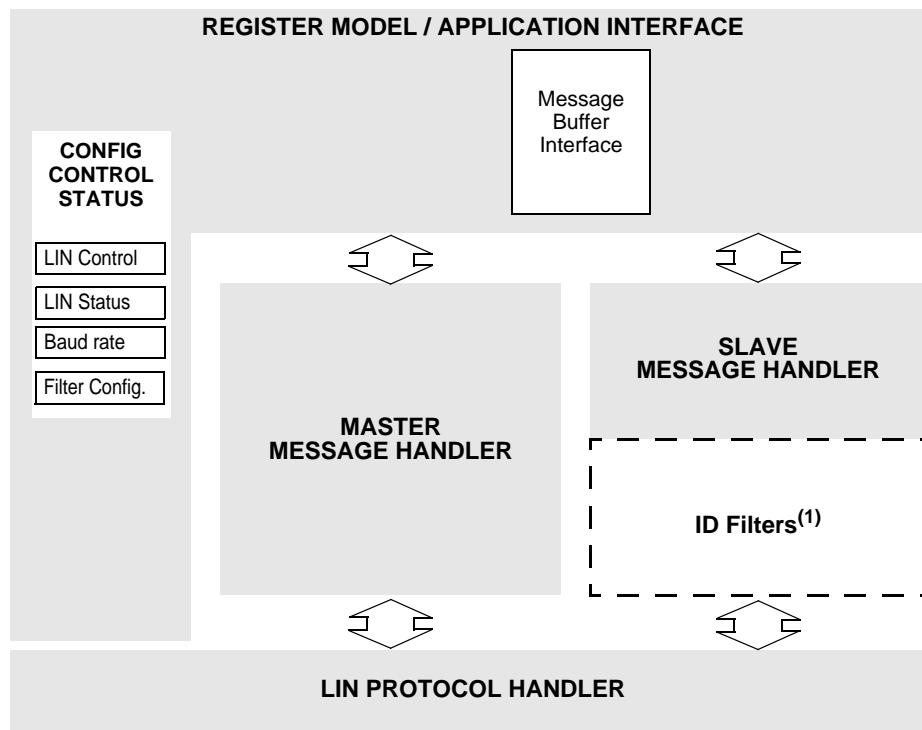 REGISTER MODEL / APPLICATION INTERFACE
Message
Buffer
Interface
CONFIG
CONTROL
STATUS
LIN Control
LIN Status
Baud rate
Filter Config.
MASTER
MESSAGE HANDLER
SLAVE
MESSAGE HANDLER
ID Filters(1)
LIN PROTOCOL HANDLER